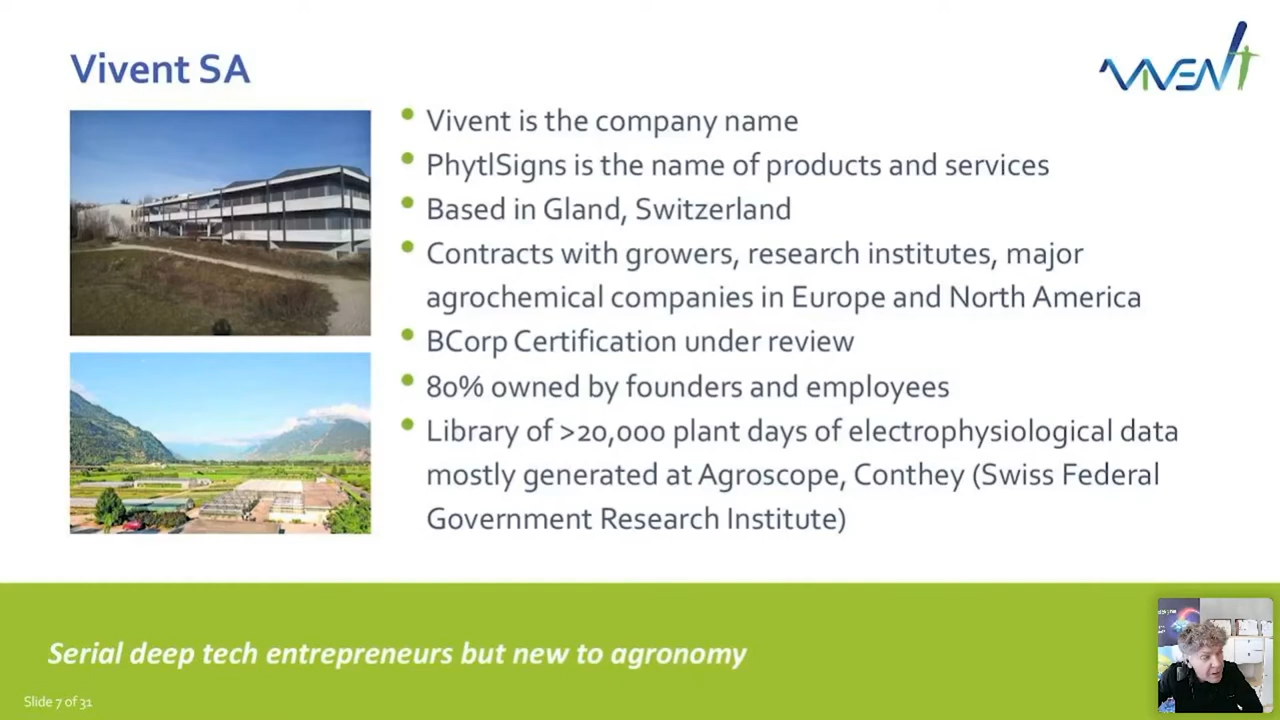 Vivent SA
VIVENT
Vivent is the company name
PhytlSigns is the name of products and services
Based in Gland, Switzerland
Contracts with growers, research institutes, major
agrochemical companies in Europe and North America
BCorp Certification under review
80% owned by founders and employees
Library of >20,000 plant days of electrophysiological data
mostly generated at Agroscope, Conthey (Swiss Federal
Government Research Institute)
Serial deep tech entrepreneurs but new to agronomy
Slide 7 of 31